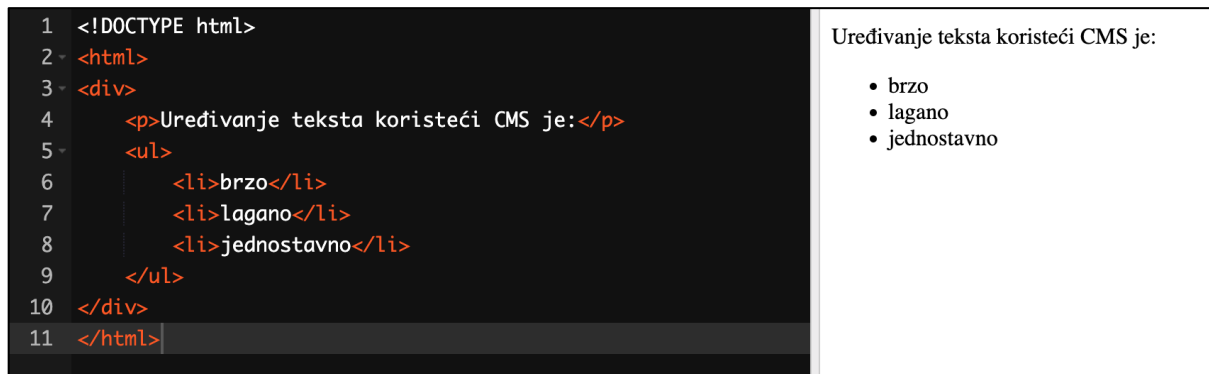 1 <!DOCTYPE html>
2 <html>
3 <div>
4 <p>Uređivanje teksta koristeći CMS je:</p>
5 <ul>
6 <li>brzo</li>
7 <li>lagano</li>
8 <li>jednostavno</li>
9 </ul>
10 </div>
11 </html>
Uređivanje teksta koristeći CMS je:
• brzo
• lagano
• jednostavno